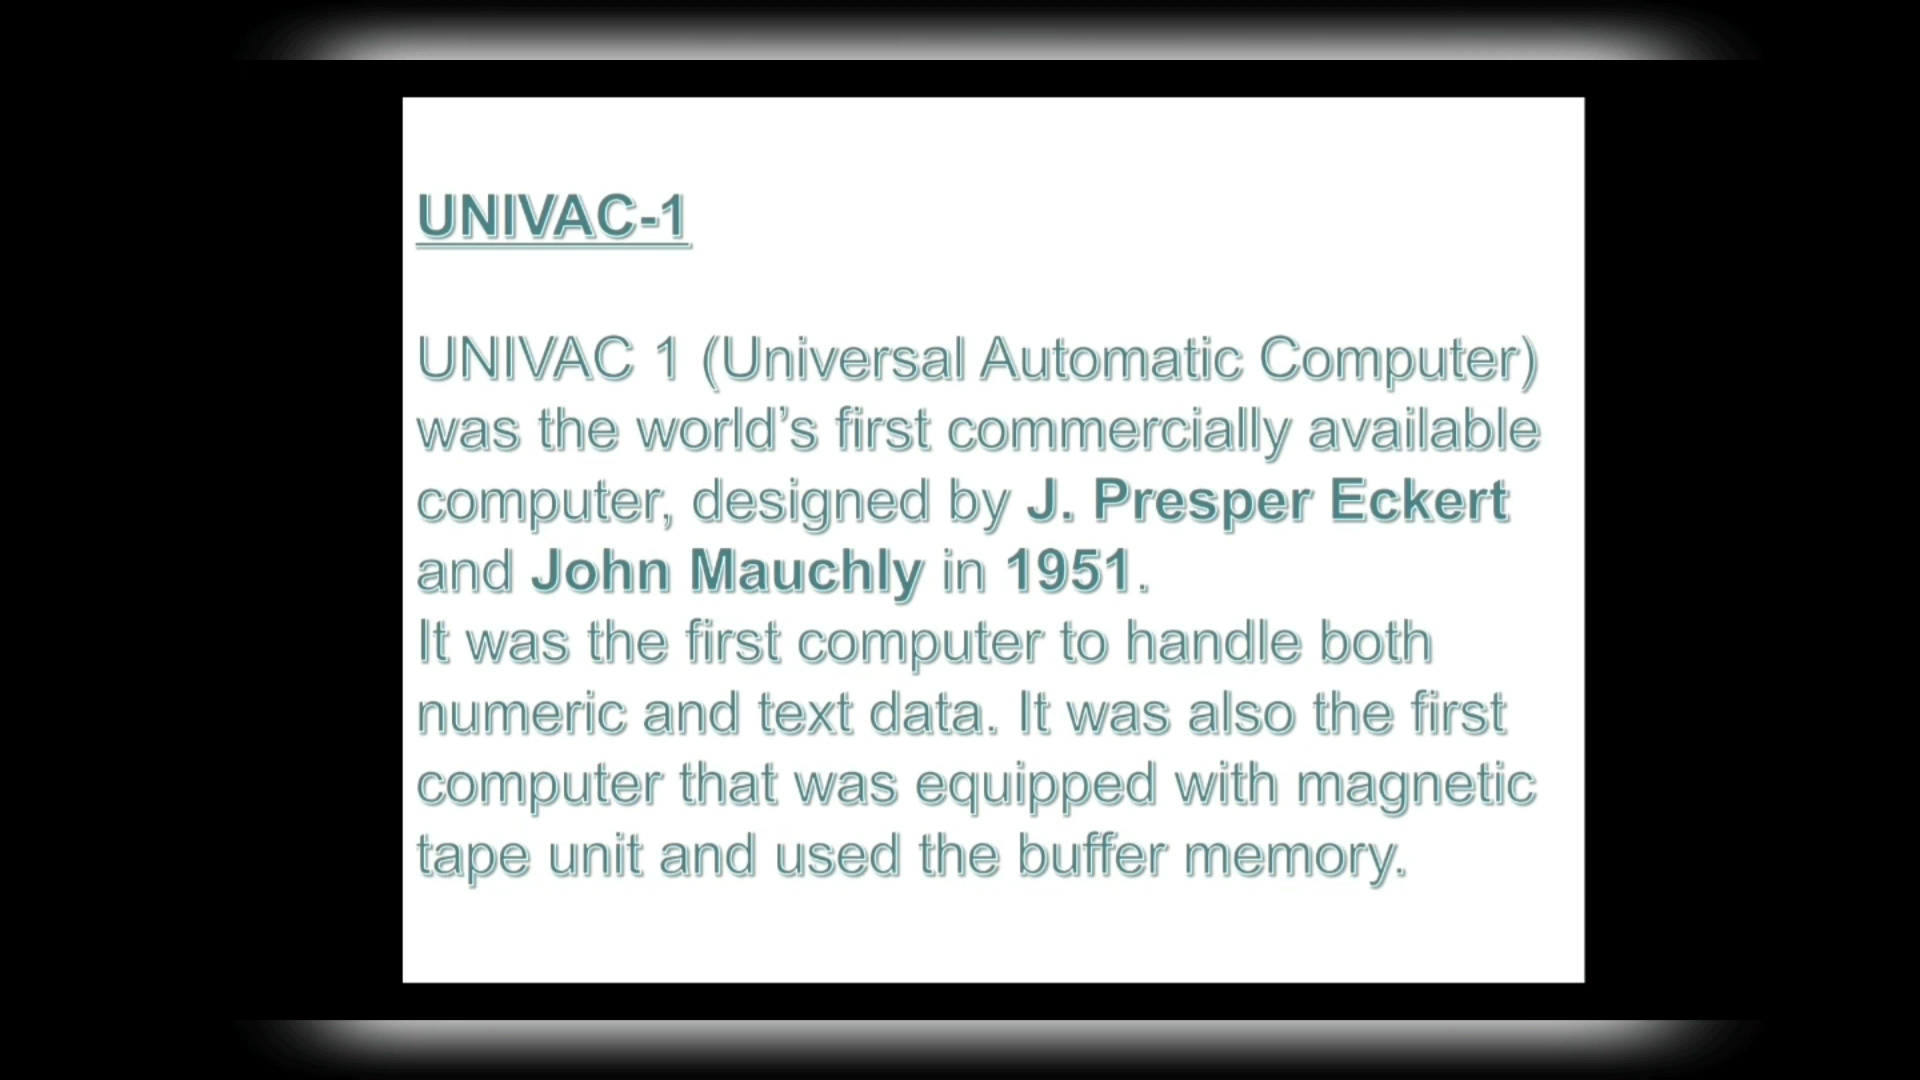 UNIVAC-1
UNIVAC 1 (Universal Automatic Computer)
was the world’s first commercially available
computer, designed by J. Presper Eckert
and John Mauchly in 1951.
It was the first computer to handle both
numeric and text data. It was also the first
computer that was equipped with magnetic
tape unit and used the buffer memory.